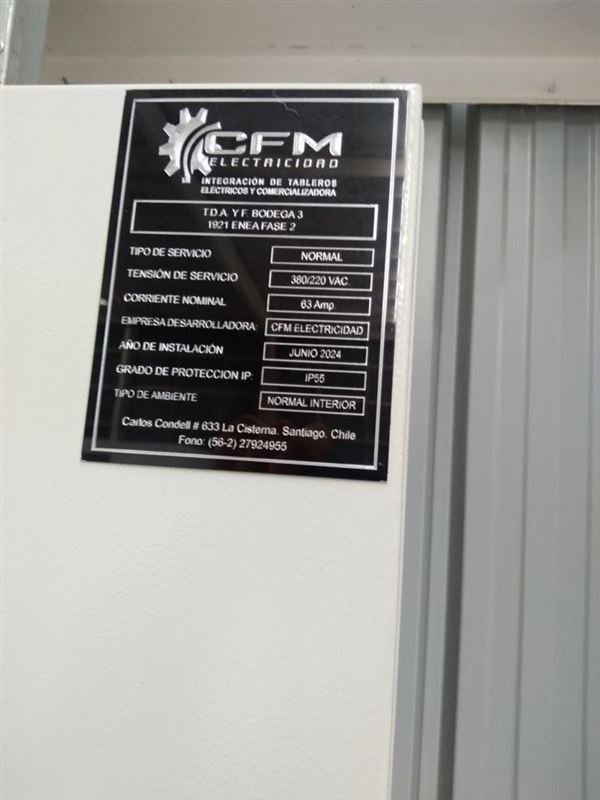 CFM
ELECTRICIDAD
INTEGRACIÓN DE TABLEROS
ELÉCTRICOS Y COMERCIALIZADORA
T.D.A. Y F. BODEGA 3
1921 ENEA FASE 2
TIPO DE SERVICIO NORMAL
TENSIÓN DE SERVICIO 380/220 VAC
CORRIENTE NOMINAL 63 Amp
EMPRESA DESARROLLADORA: CFM ELECTRICIDAD
AÑO DE INSTALACIÓN JUNIO 2024
GRADO DE PROTECCION IP: IP55
TIPO DE AMBIENTE NORMAL INTERIOR
Carlos Condell # 633 La Cisterna, Santiago, Chile
Fono: (56-2) 27924955